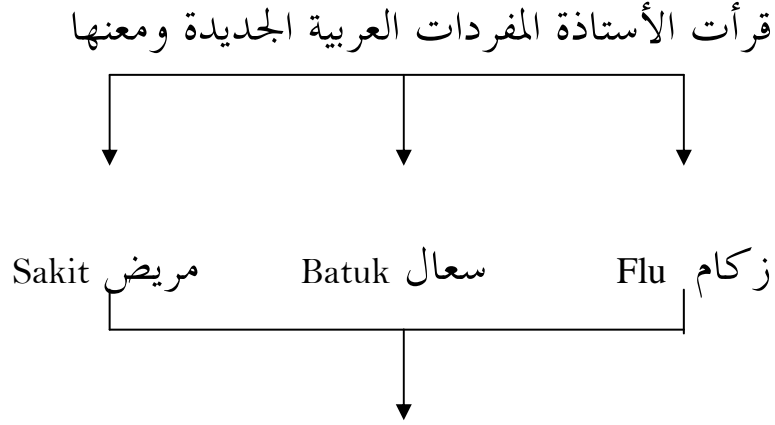 قرأت الأستاذة المفردات العربية الجديدة ومعنها
زكام Flu سعال Batuk مريض Sakit